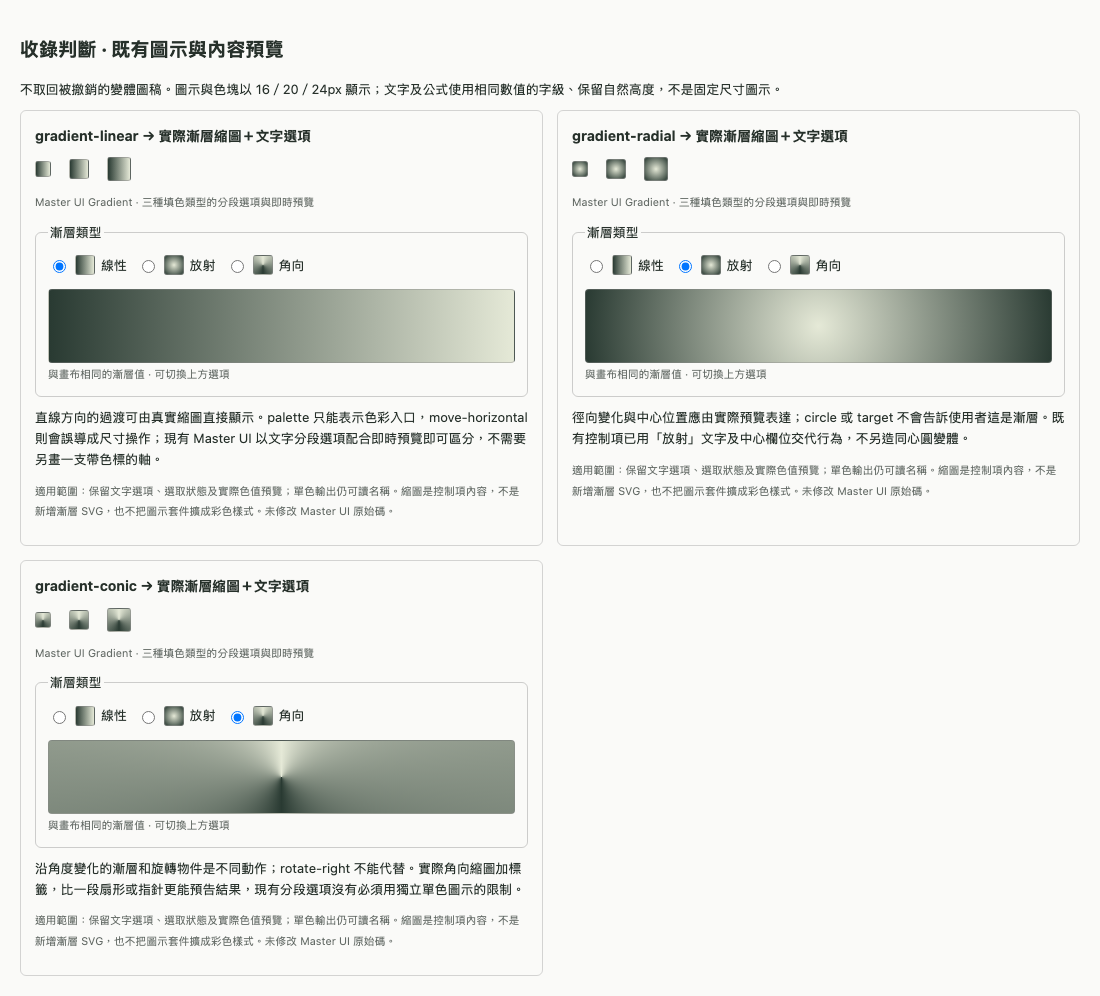 收錄判斷 · 既有圖示與內容預覽
不取回被撤銷的變體圖稿。圖示與色塊以 16 / 20 / 24px 顯示；文字及公式使用相同數值的字級、保留自然高度，不是固定尺寸圖示。
gradient-linear → 實際漸層縮圖＋文字選項
Master UI Gradient · 三種填色類型的分段選項與即時預覽
漸層類型
線性 放射 角向
與畫布相同的漸層值 · 可切換上方選項
直線方向的過渡可由真實縮圖直接顯示。palette 只能表示色彩入口，move-horizontal
則會誤導成尺寸操作；現有 Master UI 以文字分段選項配合即時預覽即可區分，不需要
另畫一支帶色標的軸。
適用範圍：保留文字選項、選取狀態及實際色值預覽；單色輸出仍可讀名稱。縮圖是控制項內容，不是
新增漸層 SVG，也不把圖示套件擴成彩色樣式。未修改 Master UI 原始碼。
gradient-radial → 實際漸層縮圖＋文字選項
Master UI Gradient · 三種填色類型的分段選項與即時預覽
漸層類型
線性 放射 角向
與畫布相同的漸層值 · 可切換上方選項
徑向變化與中心位置應由實際預覽表達；circle 或 target 不會告訴使用者這是漸層。既
有控制項已用「放射」文字及中心欄位交代行為，不另造同心圓變體。
適用範圍：保留文字選項、選取狀態及實際色值預覽；單色輸出仍可讀名稱。縮圖是控制項內容，不是
新增漸層 SVG，也不把圖示套件擴成彩色樣式。未修改 Master UI 原始碼。
gradient-conic → 實際漸層縮圖＋文字選項
Master UI Gradient · 三種填色類型的分段選項與即時預覽
漸層類型
線性 放射 角向
與畫布相同的漸層值 · 可切換上方選項
沿角度變化的漸層和旋轉物件是不同動作；rotate-right 不能代替。實際角向縮圖加標
籤，比一段扇形或指針更能預告結果，現有分段選項沒有必須用獨立單色圖示的限制。
適用範圍：保留文字選項、選取狀態及實際色值預覽；單色輸出仍可讀名稱。縮圖是控制項內容，不是
新增漸層 SVG，也不把圖示套件擴成彩色樣式。未修改 Master UI 原始碼。